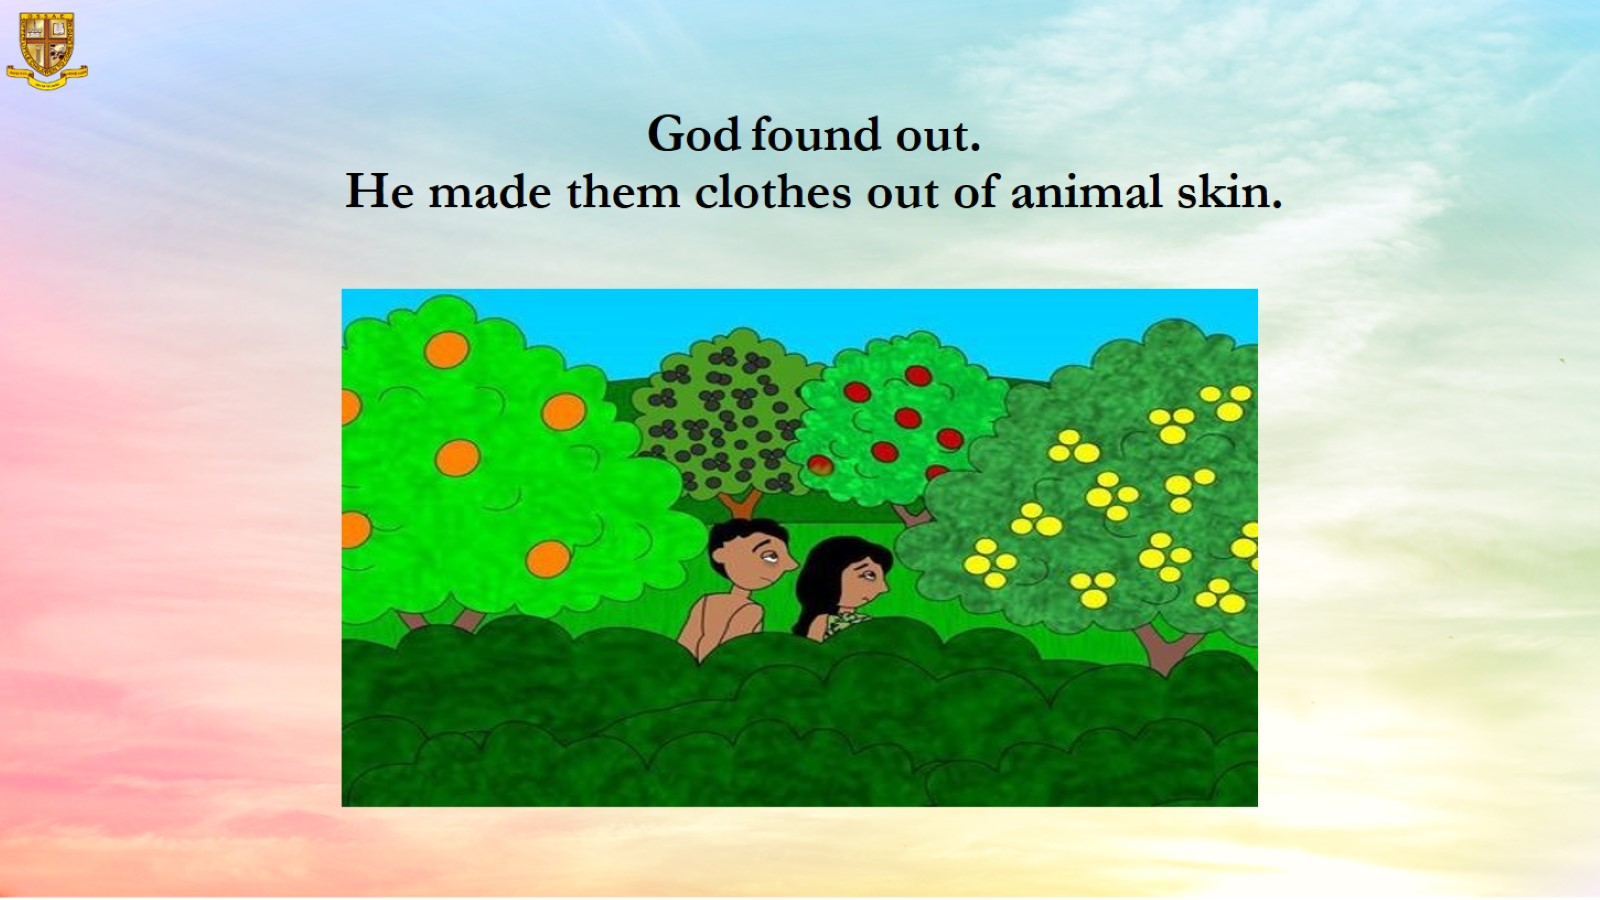 God found out.
He made them clothes out of animal skin.